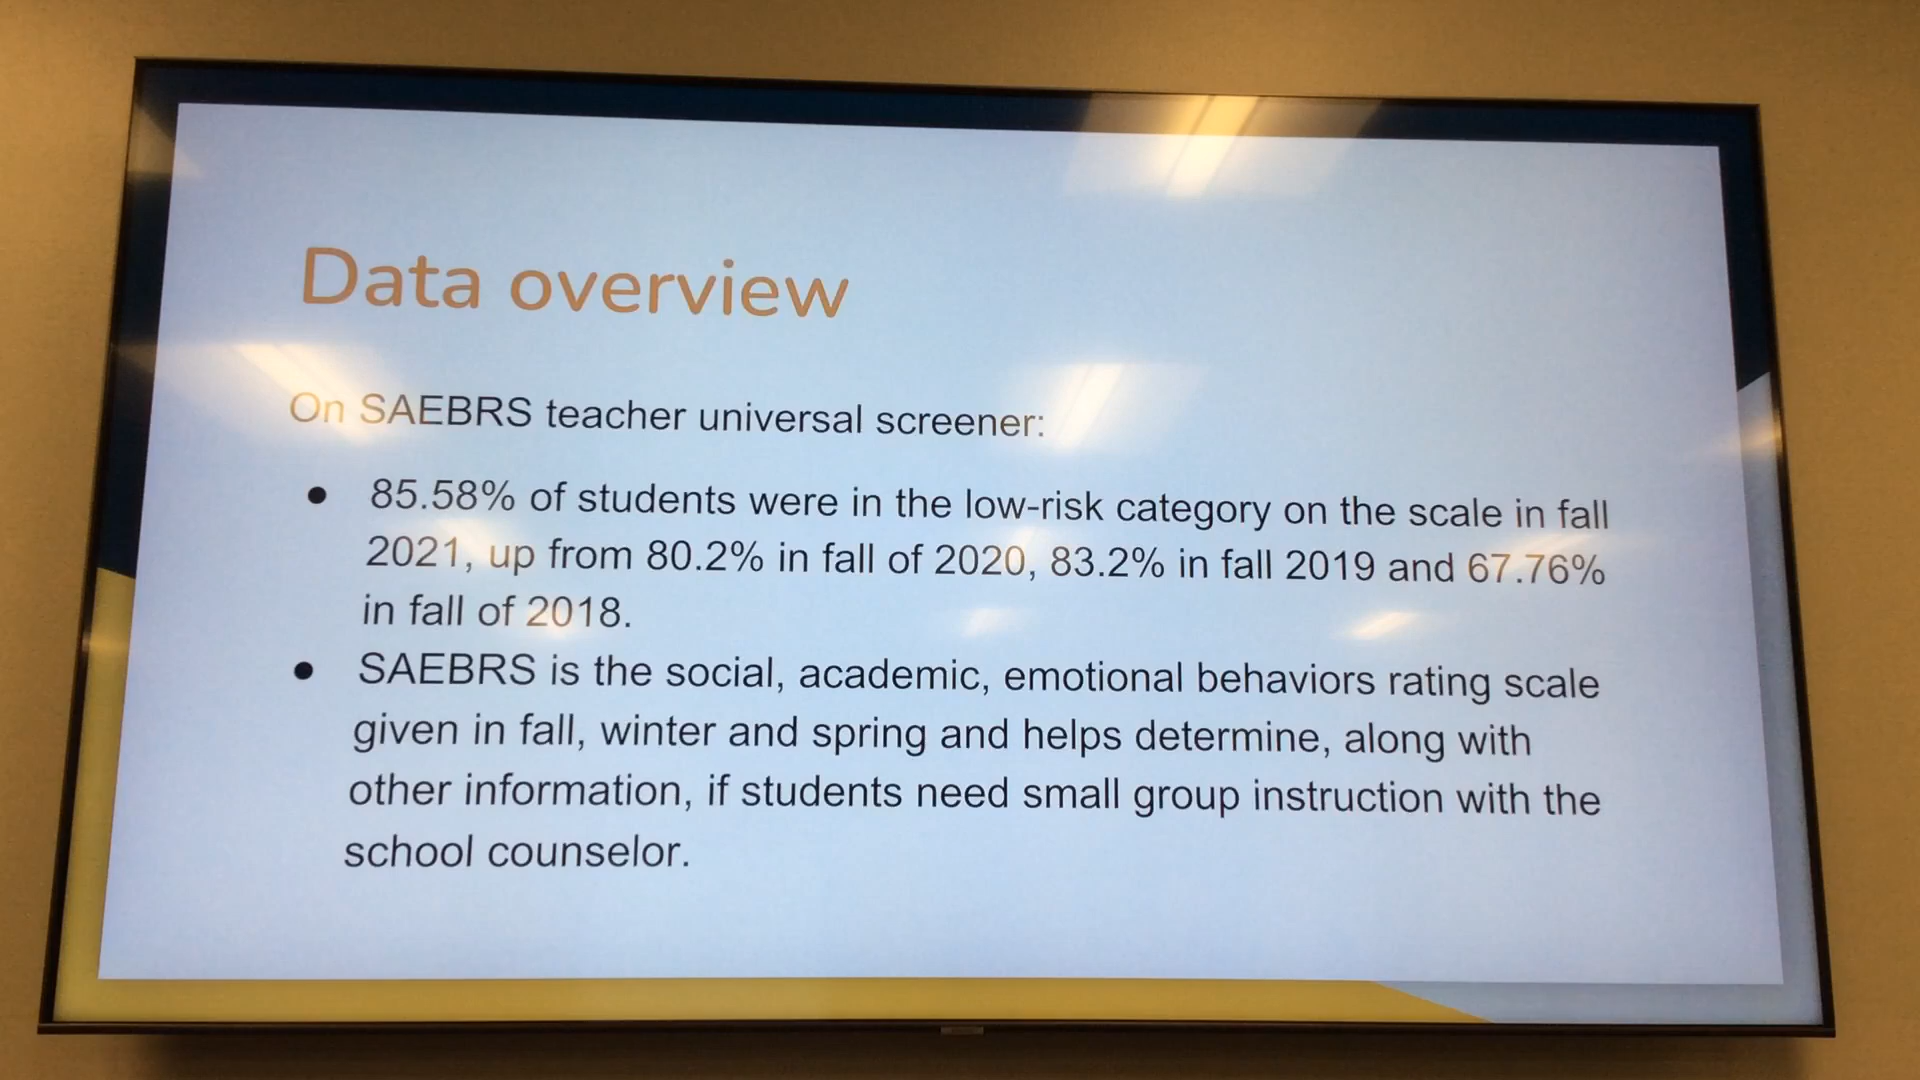 Data overview
On SAEBRS teacher universal screener:
● 85.58% of students were in the low-risk category on the scale in fall
2021, up from 80.2% in fall of 2020, 83.2% in fall 2019 and 67.76%
in fall of 2018.
● SAEBRS is the social, academic, emotional behaviors rating scale
given in fall, winter and spring and helps determine, along with
other information, if students need small group instruction with the
school counselor.